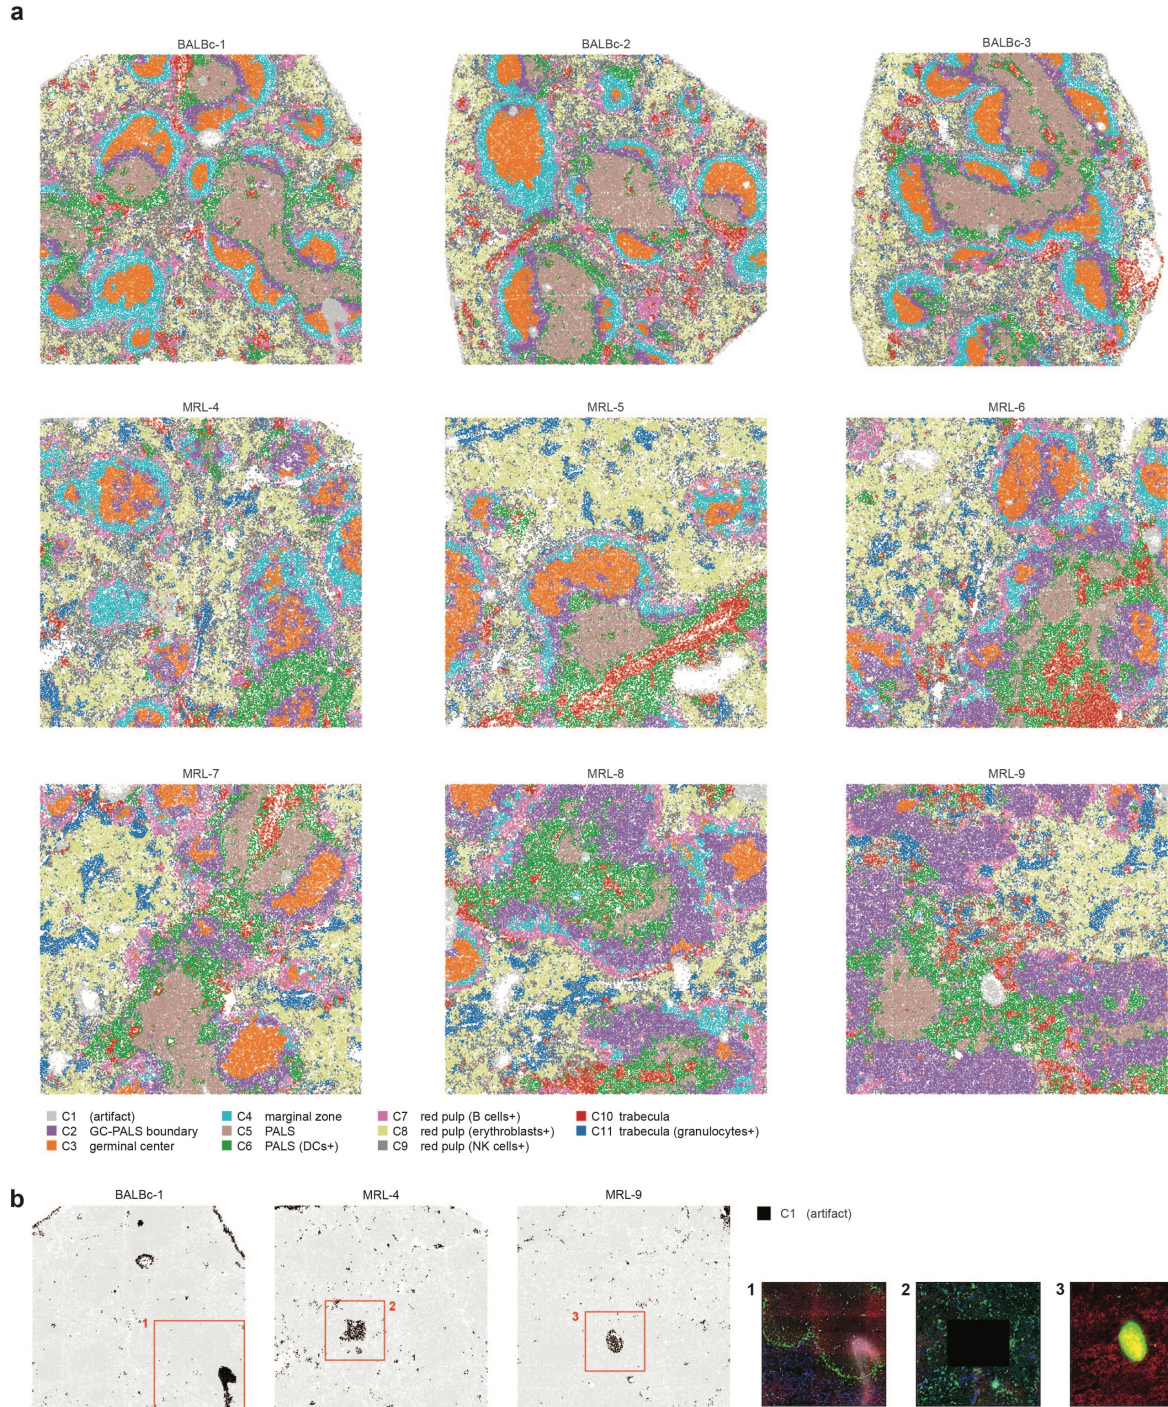 a
BALBc-1 BALBc-2 BALBc-3
MRL-4 MRL-5 MRL-6
MRL-7 MRL-8 MRL-9
C1 (artifact) C4 marginal zone C7 red pulp (B cells+) C10 trabecula
C2 GC-PALS boundary C5 PALS C8 red pulp (erythroblasts+) C11 trabecula (granulocytes+)
C3 germinal center C6 PALS (DCs+) C9 red pulp (NK cells+)
b
BALBc-1 MRL-4 MRL-9
C1 (artifact)
1 2 3
1 2 3